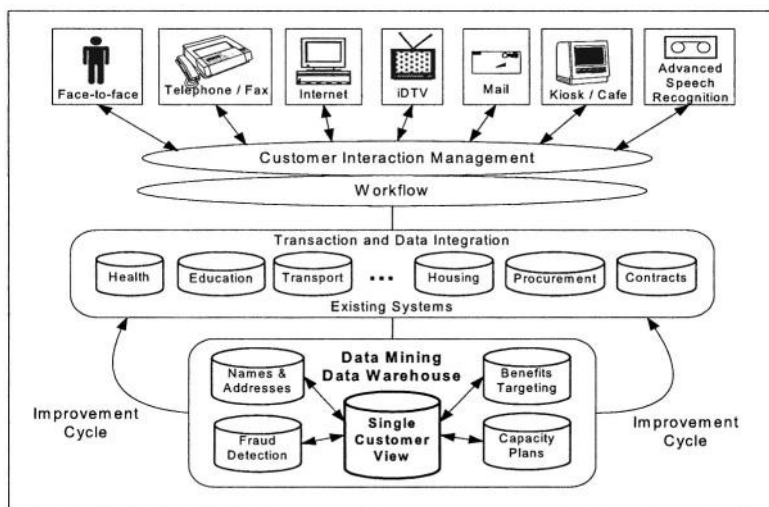 Face-to-face
Telephone / Fax
Internet
iDTV
Mail
Kiosk / Cafe
Advanced
Speech
Recognition
Customer Interaction Management
Workflow
Transaction and Data Integration
Health
Education
Transport
...
Housing
Procurement
Contracts
Existing Systems
Data Mining
Data Warehouse
Names &
Addresses
Benefits
Targeting
Single
Customer
View
Fraud
Detection
Capacity
Plans
Improvement
Cycle
Improvement
Cycle